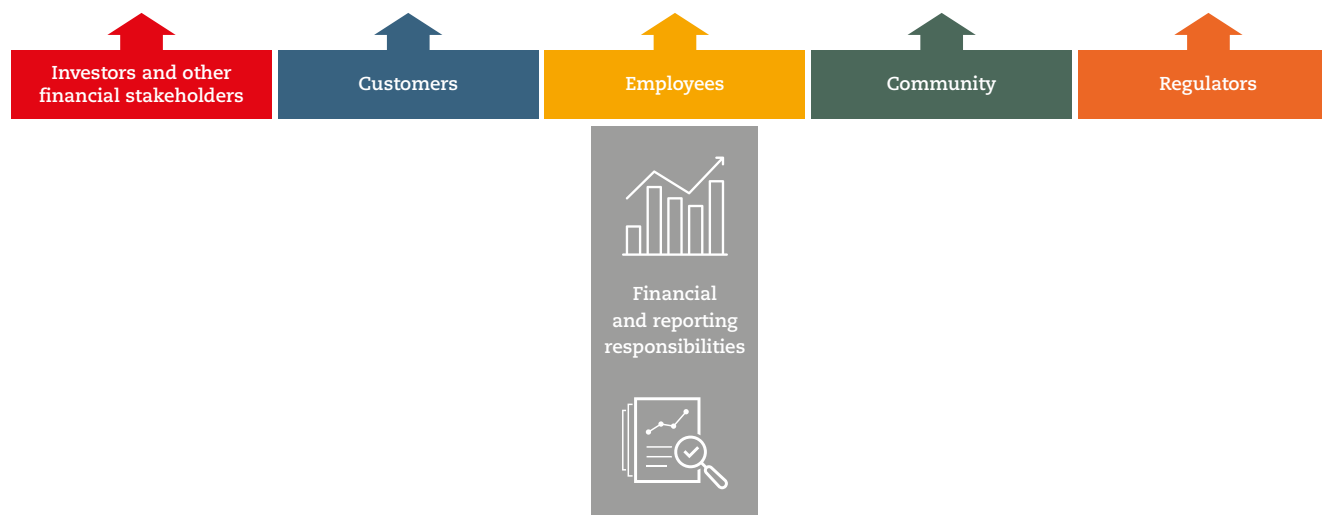 Investors and other
financial stakeholders
Customers
Employees
Community
Regulators
Financial
and reporting
responsibilities